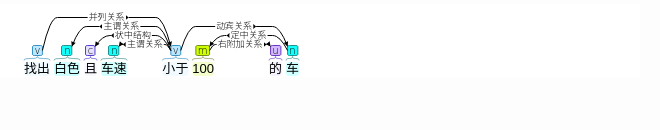 并列关系 动宾关系
主谓关系 定中关系
状中结构 右附加关系
主谓关系
v n c n v m u n
找出 白色 且 车速 小于 100 的 车